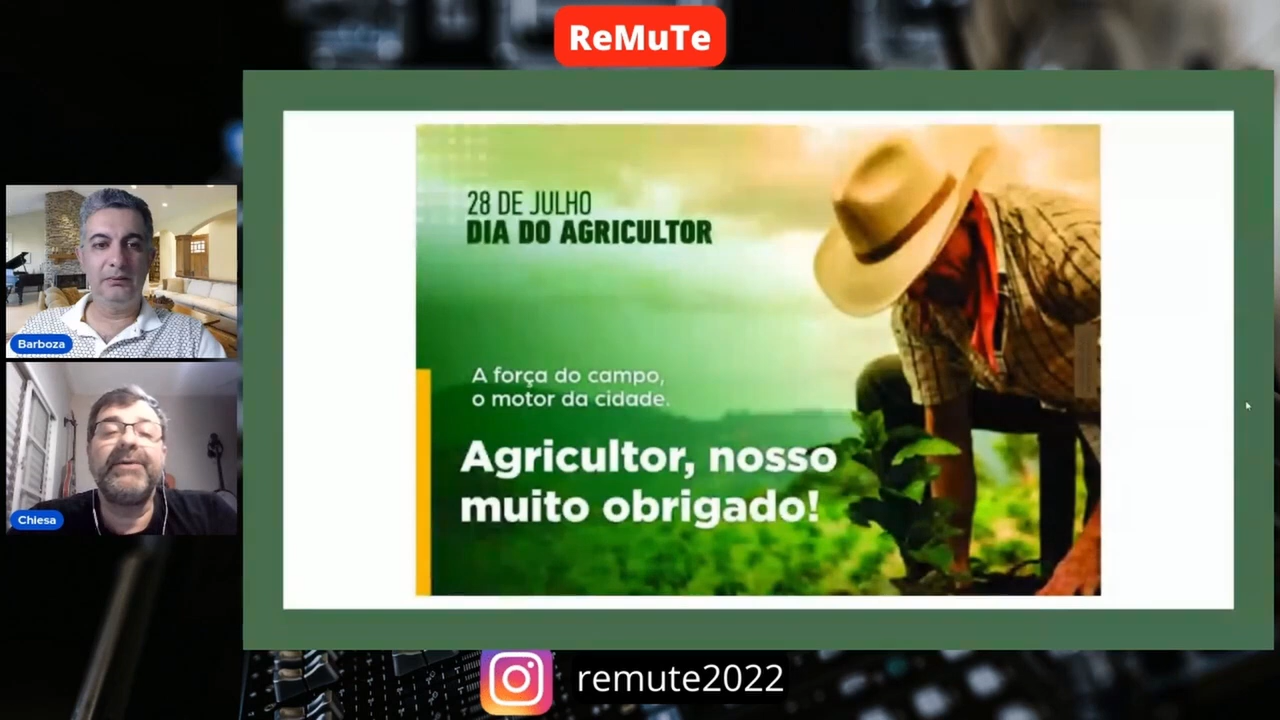 ReMuTe
28 DE JULHO
DIA DO AGRICULTOR
A força do campo,
o motor da cidade.
Agricultor, nosso
muito obrigado!
Barboza
Chiesa
remute2022